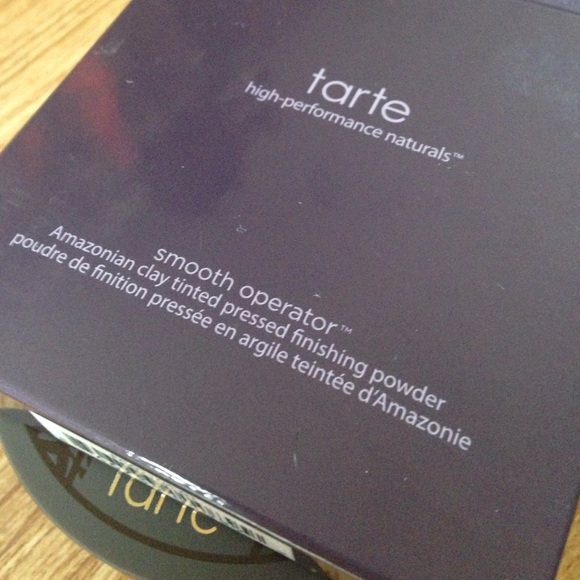 tarte
high-performance naturals™
smooth operator™
Amazonian clay tinted pressed finishing powder
poudre de finition pressée en argile teintée d'Amazonie
tarte